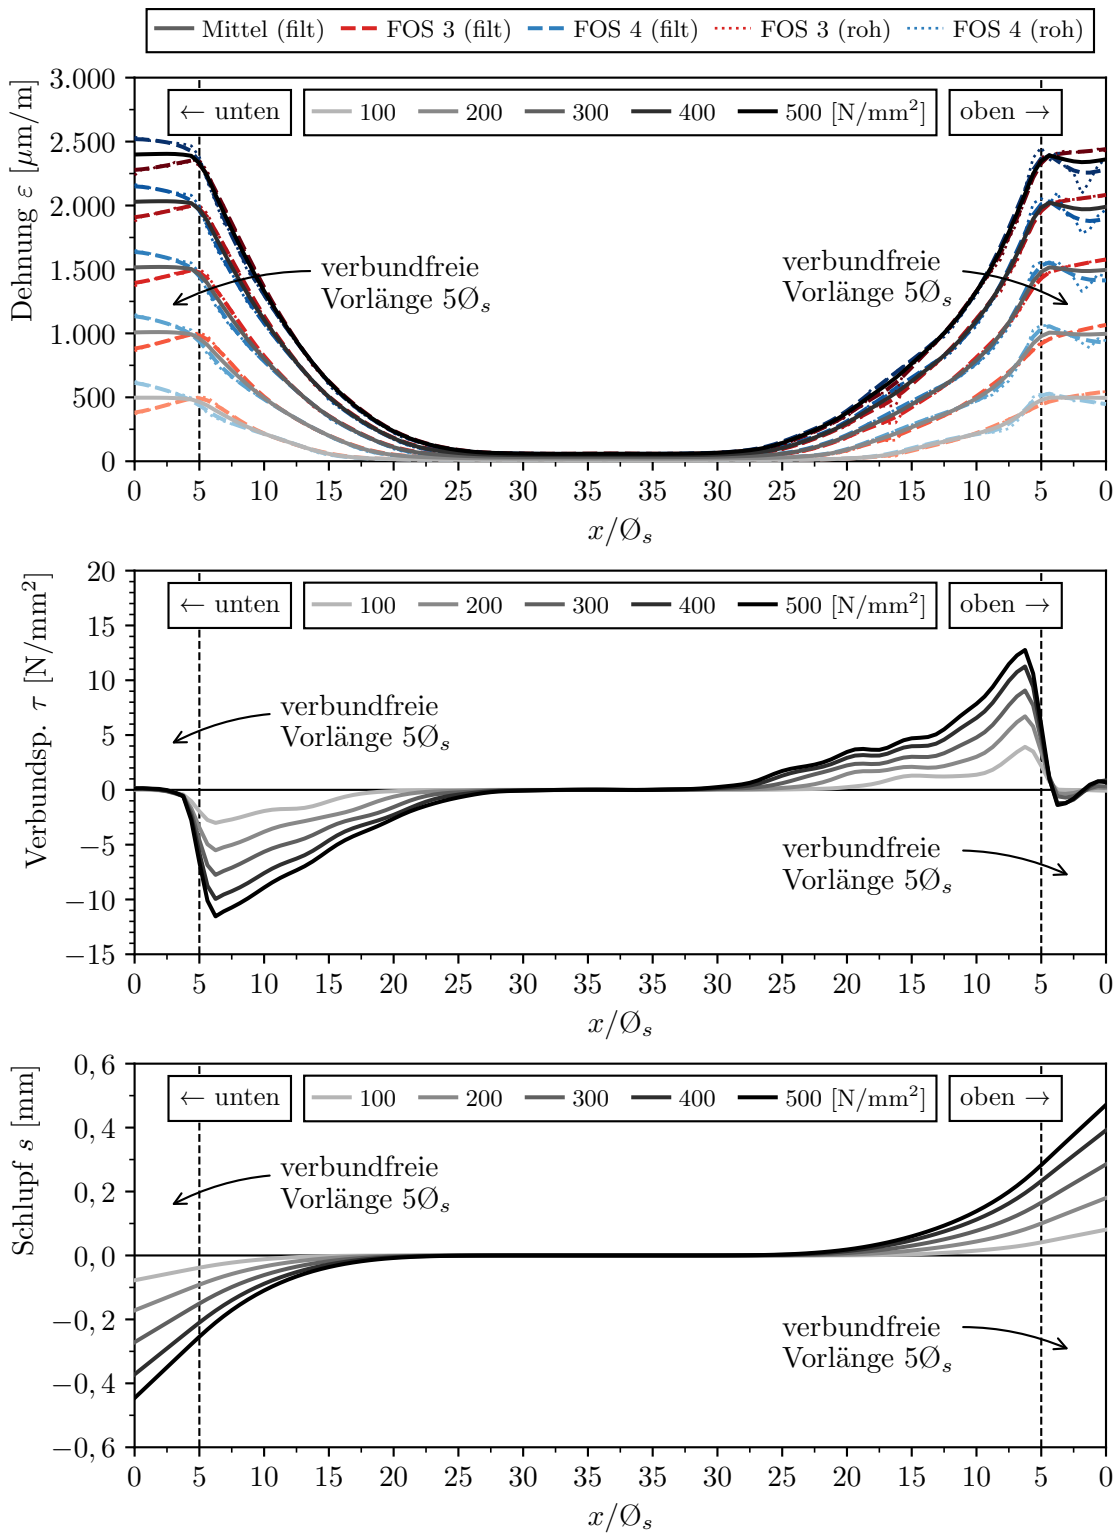 Mittel (filt) FOS 3 (filt) FOS 4 (filt) FOS 3 (roh) FOS 4 (roh)
3.000
2.500
2.000
1.500
1.000
500
0
Dehnung ε [μm/m]
← unten
100 200 300 400 500 [N/mm²]
oben →
verbundfreie
Vorlänge 5Øₛ
verbundfreie
Vorlänge 5Øₛ
0 5 10 15 20 25 30 35 30 25 20 15 10 5 0
x/Øₛ
20
15
10
5
0
−5
−10
−15
Verbundsp. τ [N/mm²]
← unten
100 200 300 400 500 [N/mm²]
oben →
verbundfreie
Vorlänge 5Øₛ
verbundfreie
Vorlänge 5Øₛ
0 5 10 15 20 25 30 35 30 25 20 15 10 5 0
x/Øₛ
0,6
0,4
0,2
0,0
−0,2
−0,4
−0,6
Schlupf s [mm]
← unten
100 200 300 400 500 [N/mm²]
oben →
verbundfreie
Vorlänge 5Øₛ
verbundfreie
Vorlänge 5Øₛ
0 5 10 15 20 25 30 35 30 25 20 15 10 5 0
x/Øₛ